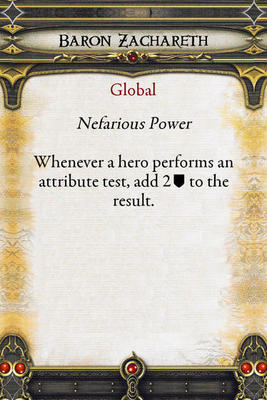 Baron Zachareth
Global
Nefarious Power
Whenever a hero performs an
attribute test, add 2 to the
result.